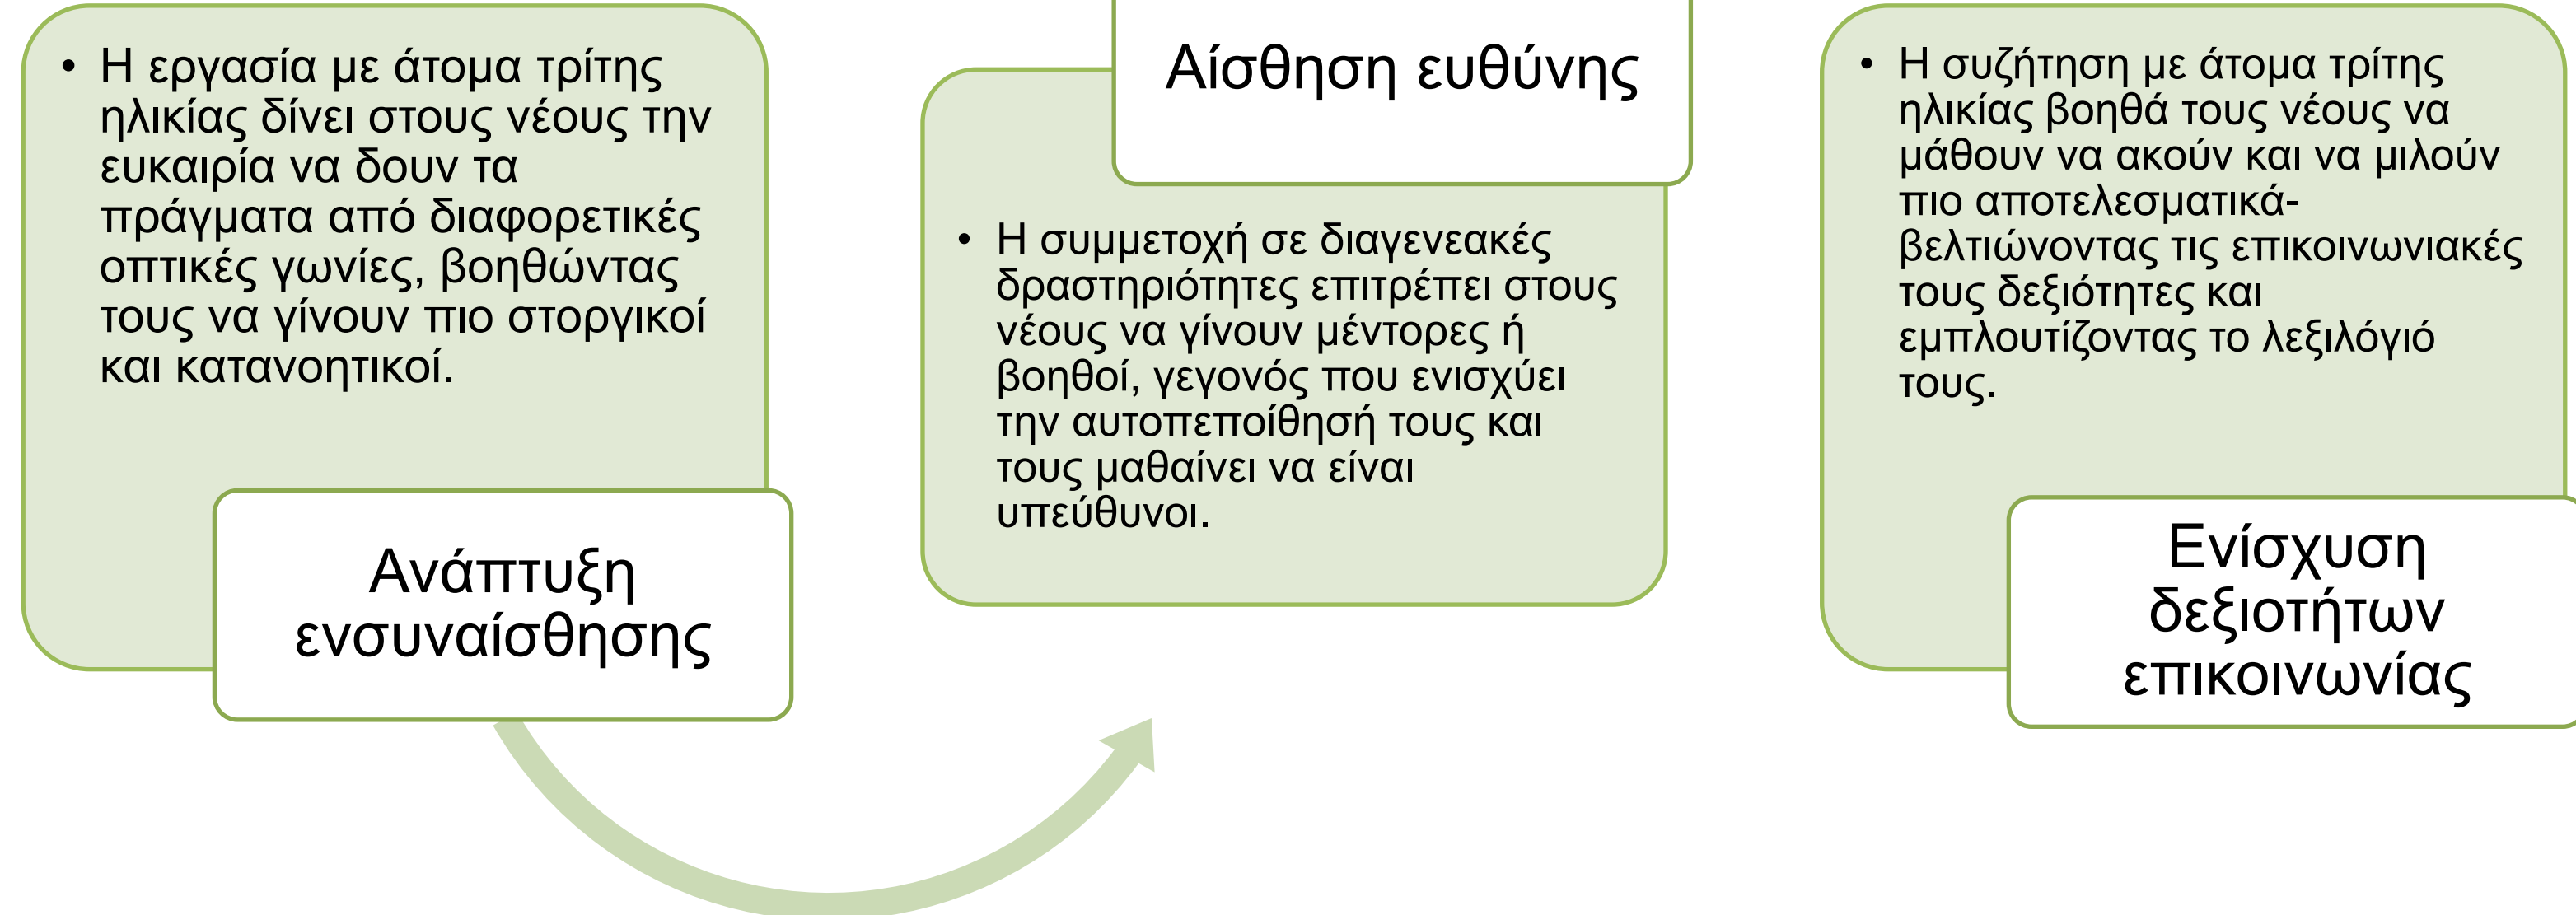 • Η εργασία με άτομα τρίτης
ηλικίας δίνει στους νέους την
ευκαιρία να δουν τα
πράγματα από διαφορετικές
οπτικές γωνίες, βοηθώντας
τους να γίνουν πιο στοργικοί
και κατανοητικοί.
Ανάπτυξη
ενσυναίσθησης
Αίσθηση ευθύνης
• Η συμμετοχή σε διαγενεακές
δραστηριότητες επιτρέπει στους
νέους να γίνουν μέντορες ή
βοηθοί, γεγονός που ενισχύει
την αυτοπεποίθησή τους και
τους μαθαίνει να είναι
υπεύθυνοι.
• Η συζήτηση με άτομα τρίτης
ηλικίας βοηθά τους νέους να
μάθουν να ακούν και να μιλούν
πιο αποτελεσματικά-
βελτιώνοντας τις επικοινωνιακές
τους δεξιότητες και
εμπλουτίζοντας το λεξιλόγιό
τους.
Ενίσχυση
δεξιοτήτων
επικοινωνίας